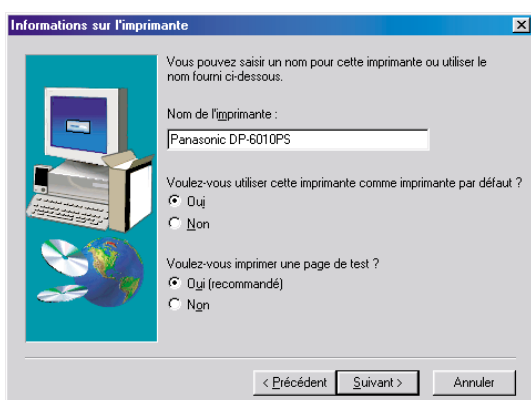 Informations sur l'imprimante
Vous pouvez saisir un nom pour cette imprimante ou utiliser le
nom fourni ci-dessous.
Nom de l'imprimante :
Panasonic DP-6010PS
Voulez-vous utiliser cette imprimante comme imprimante par défaut ?
Oui
Non
Voulez-vous imprimer une page de test ?
Oui (recommandé)
Non
< Précédent
Suivant >
Annuler